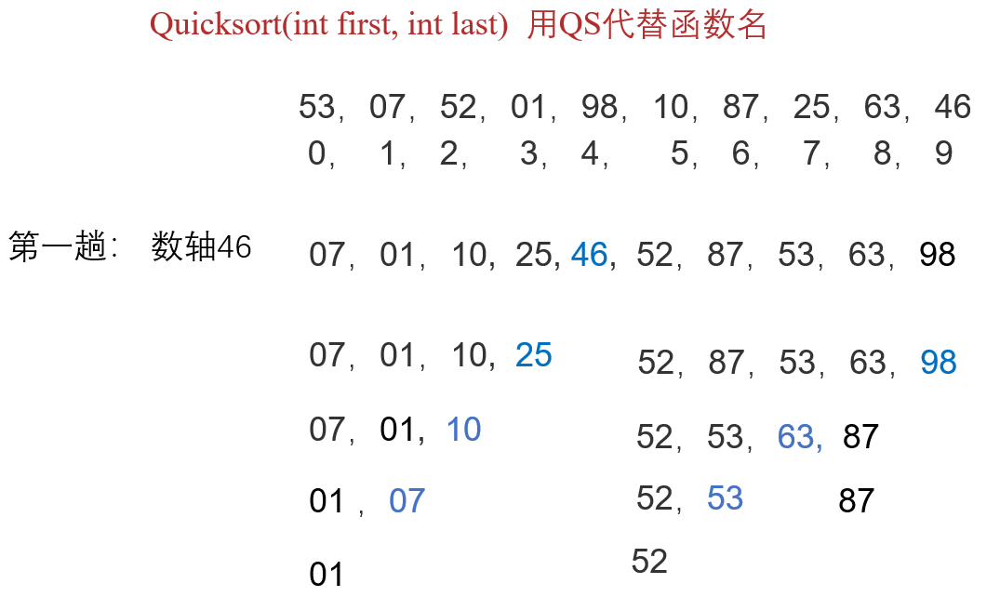 Quicksort(int first, int last) 用QS代替函数名
53, 07, 52, 01, 98, 10, 87, 25, 63, 46
0, 1, 2, 3, 4, 5, 6, 7, 8, 9
第一趟: 数轴46 07, 01, 10, 25, 46, 52, 87, 53, 63, 98
07, 01, 10, 25 52, 87, 53, 63, 98
07, 01, 10 52, 53, 63, 87
01, 07 52, 53 87
01 52